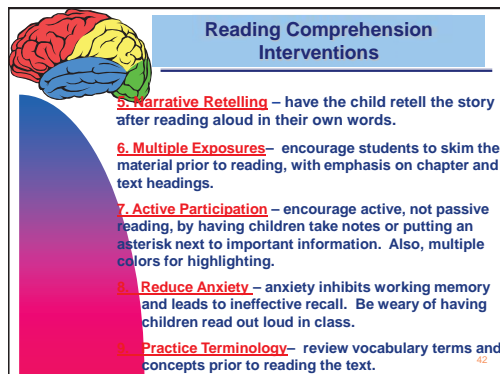 Reading Comprehension
Interventions
5. Narrative Retelling – have the child retell the story
after reading aloud in their own words.
6. Multiple Exposures– encourage students to skim the
material prior to reading, with emphasis on chapter and
text headings.
7. Active Participation – encourage active, not passive
reading, by having children take notes or putting an
asterisk next to important information. Also, multiple
colors for highlighting.
8. Reduce Anxiety – anxiety inhibits working memory
and leads to ineffective recall. Be weary of having
children read out loud in class.
Practice Terminology– review vocabulary terms and
concepts prior to reading the text.
42